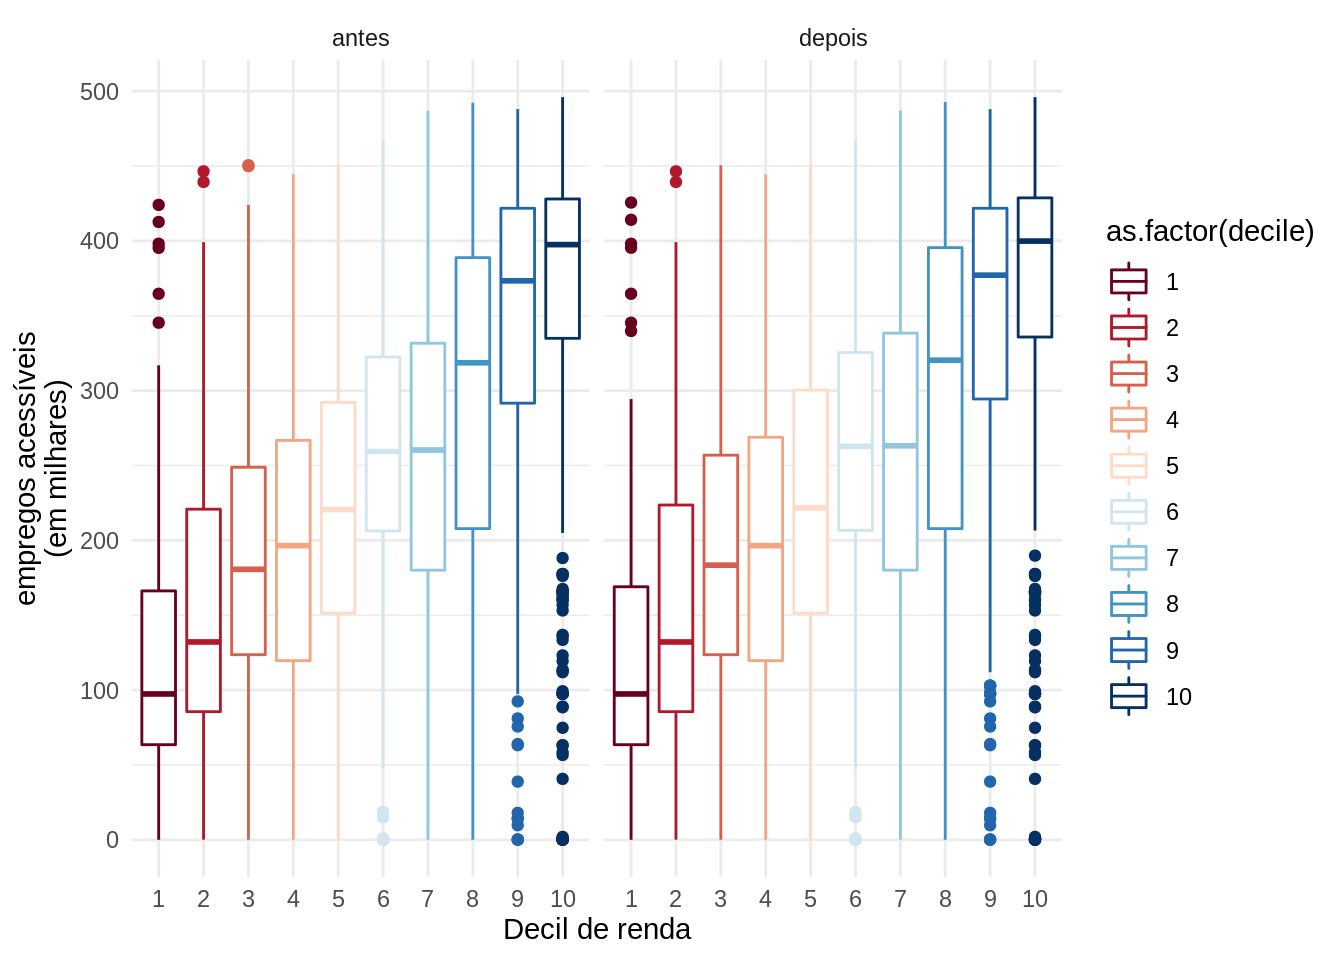 antes depois
500
400
300
200
100
0
empregos acessíveis
(em milhares)
1 2 3 4 5 6 7 8 9 10 1 2 3 4 5 6 7 8 9 10
Decil de renda
as.factor(decile)
1
2
3
4
5
6
7
8
9
10